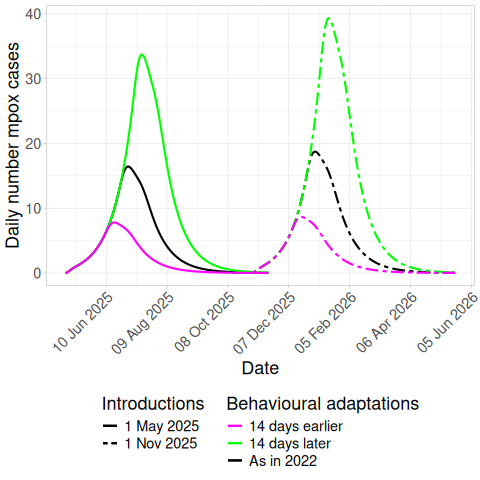 Daily number mpox cases
40
30
20
10
0
10 Jun 2025
09 Aug 2025
08 Oct 2025
07 Dec 2025
05 Feb 2026
06 Apr 2026
05 Jun 2026
Date
Introductions
1 May 2025
1 Nov 2025
Behavioural adaptations
14 days earlier
14 days later
As in 2022